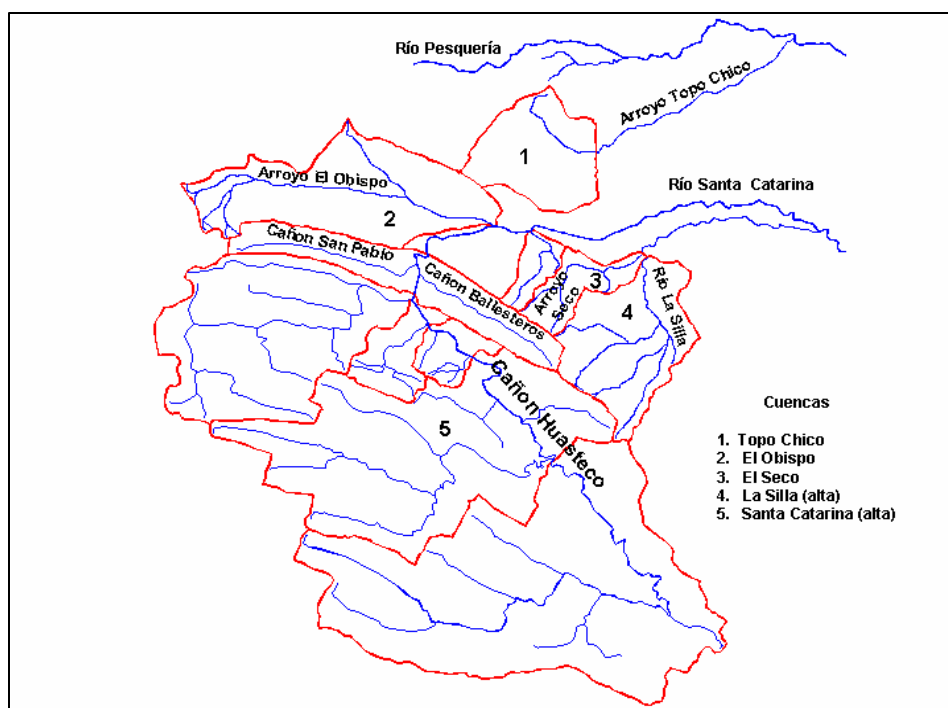 Río Pesquería
Arroyo Topo Chico
1
Arroyo El Obispo
Río Santa Catarina
2
Cañon San Pablo
Cañon Ballesteros
Arroyo
Seco
3
Río La Silla
4
Cañon Huasteco
5
Cuencas
1. Topo Chico
2. El Obispo
3. El Seco
4. La Silla (alta)
5. Santa Catarina (alta)